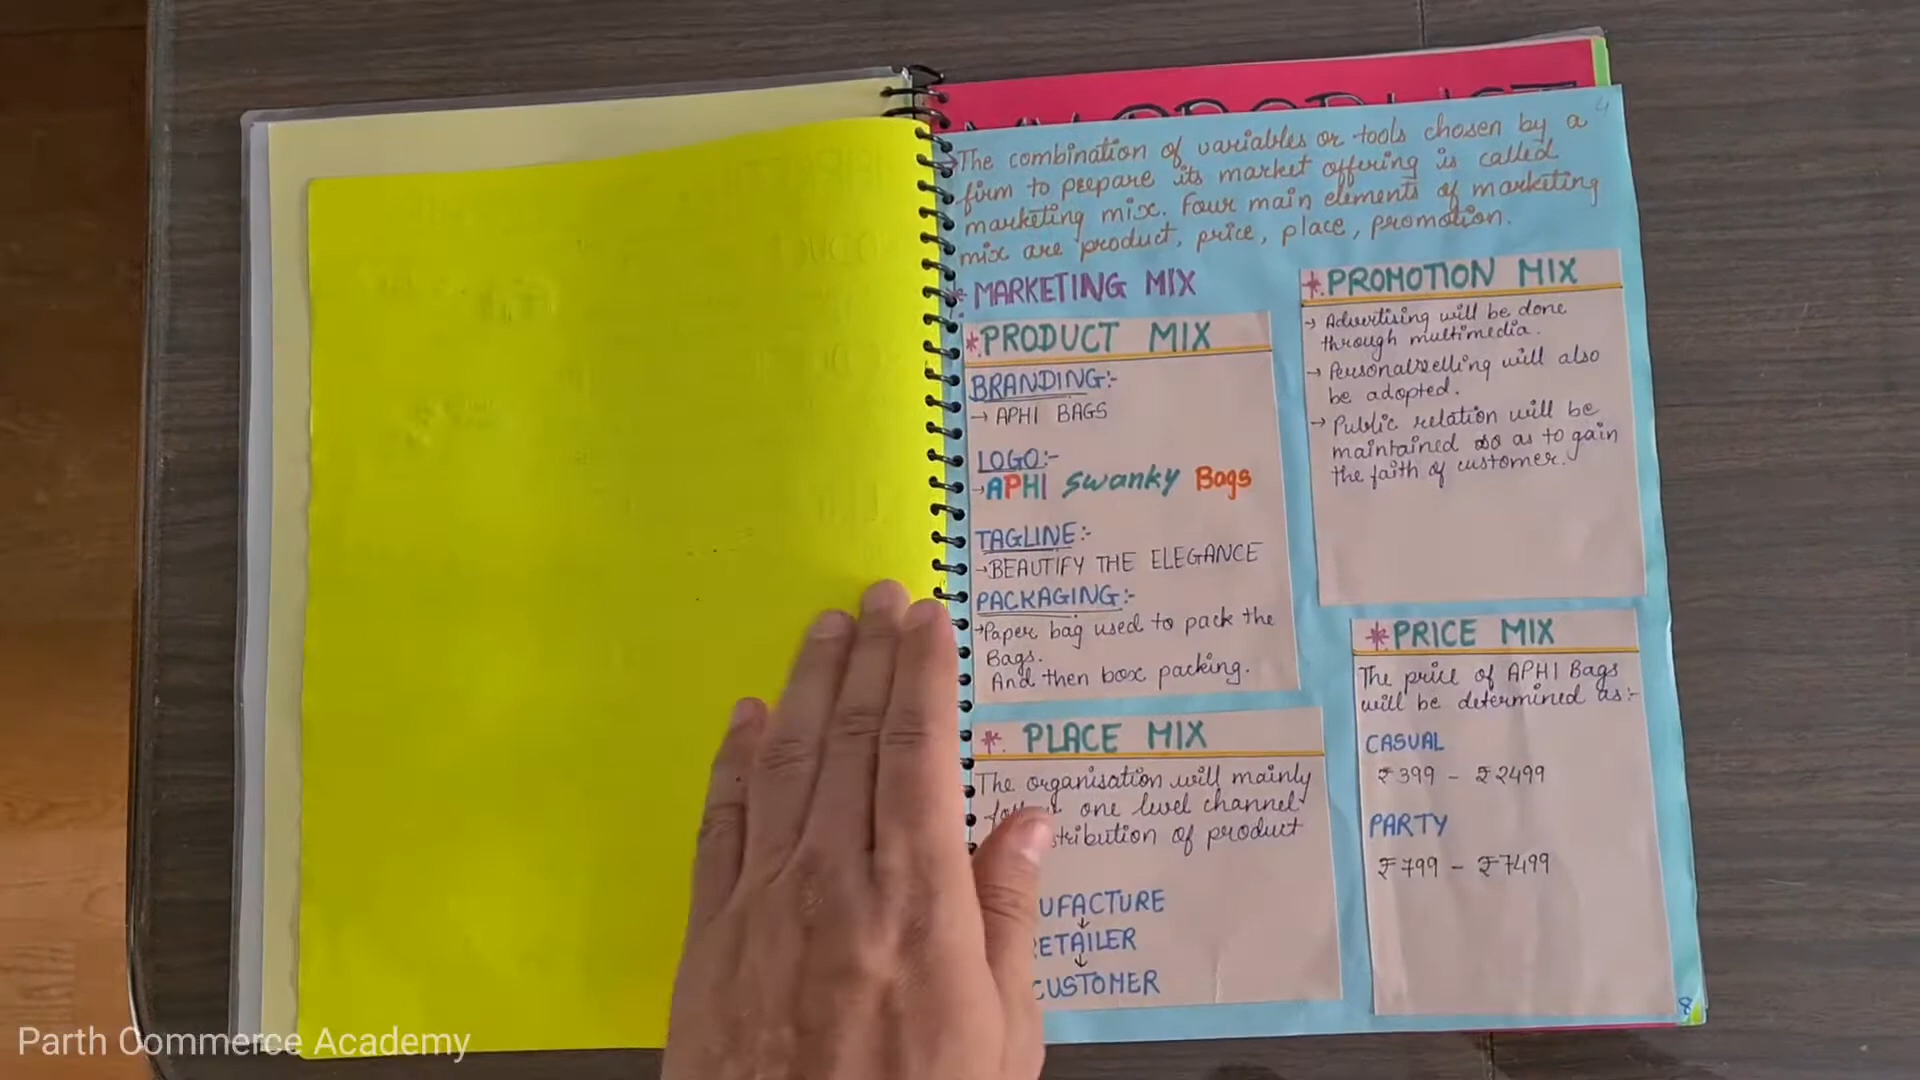 →The combination of variables or tools chosen by a
firm to prepare its market offering is called
marketing mix. Four main elements of marketing
mix are product, price, place, promotion.
* MARKETING MIX
*.PRODUCT MIX
BRANDING:-
→ APHI BAGS
LOGO:-
→APHI Swanky Bags
TAGLINE:-
→BEAUTIFY THE ELEGANCE
PACKAGING:-
→Paper bag used to pack the
Bags.
And then box packing.
*. PLACE MIX
The organisation will mainly
one level channel
of product
CUSTOMER
*.PROMOTION MIX
→ Advertising will be done
through multimedia.
→ Personal selling will also
be adopted.
→ Public relation will be
maintained so as to gain
the faith of customer.
*PRICE MIX
The price of APHI Bags
will be determined as:-
CASUAL
₹399 - ₹2499
PARTY
₹799 - ₹7499
8
Parth Commerce Academy